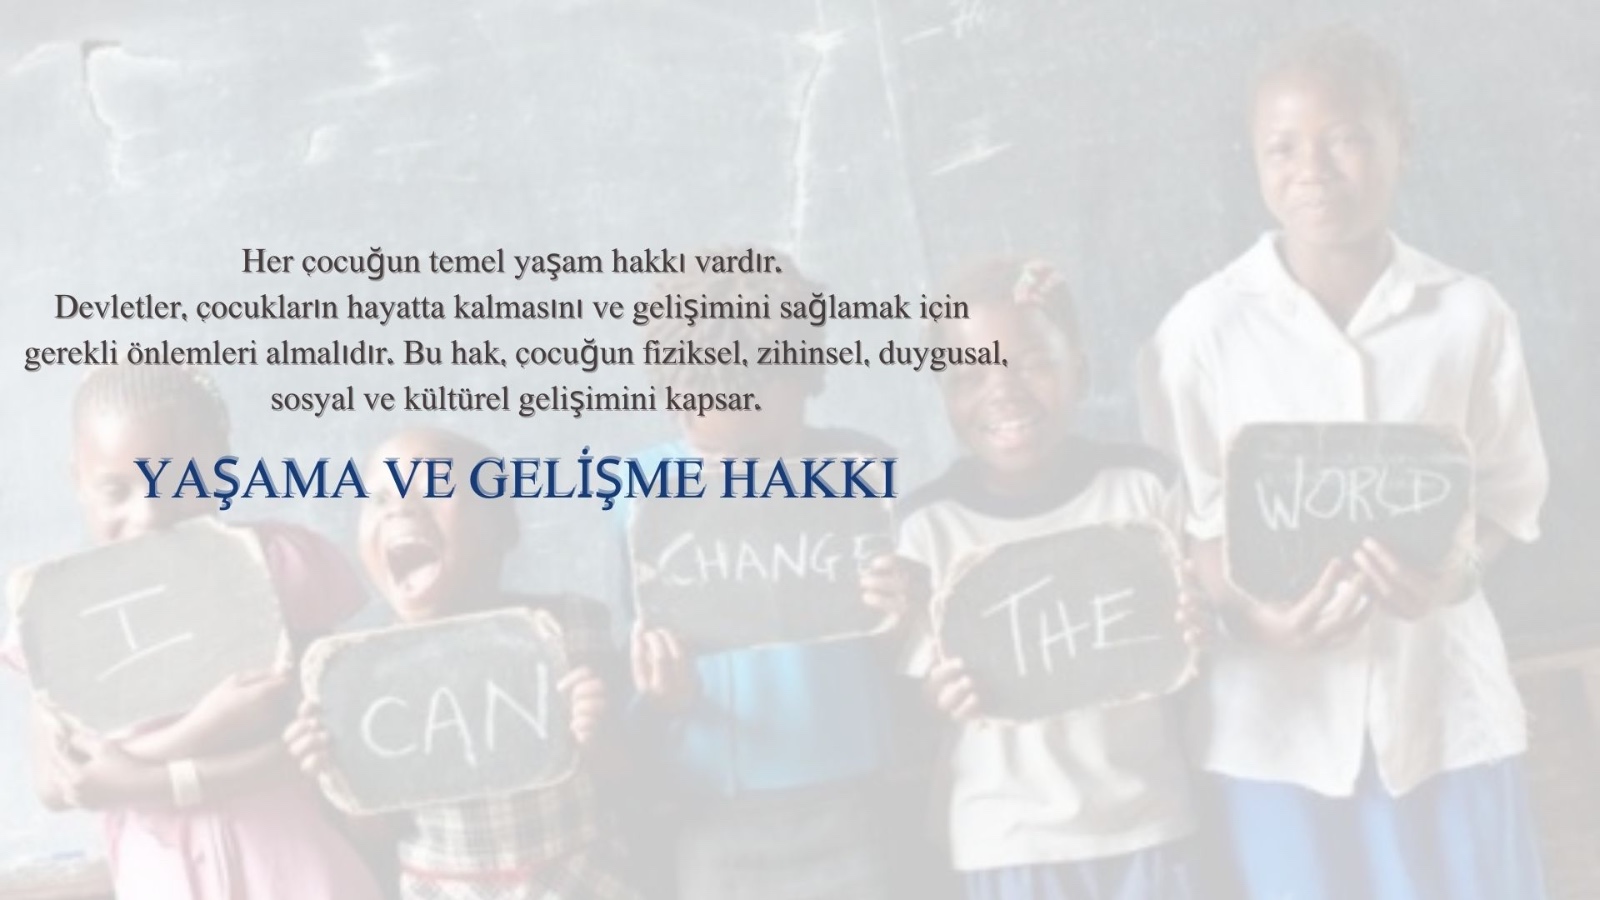 Her çocuğun temel yaşam hakkı vardır.
Devletler, çocukların hayatta kalmasını ve gelişimini sağlamak için
gerekli önlemleri almalıdır. Bu hak, çocuğun fiziksel, zihinsel, duygusal,
sosyal ve kültürel gelişimini kapsar.
YAŞAMA VE GELİŞME HAKKI
I
CAN
CHANGE
THE
WORLD